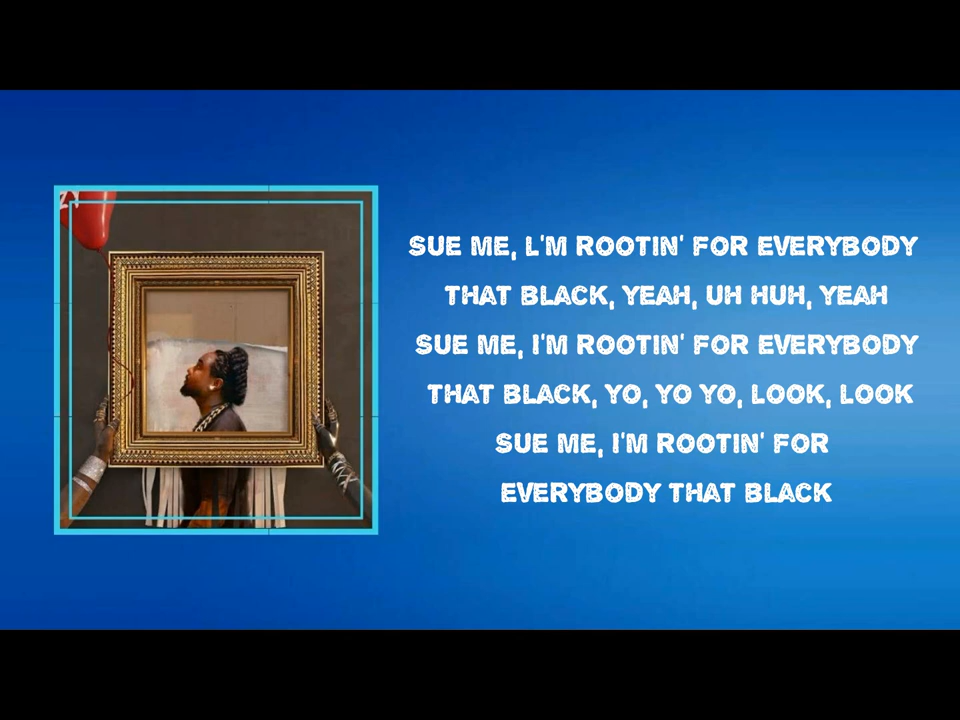 SUE ME, L'M ROOTIN' FOR EVERYBODY
THAT BLACK, YEAH, UH HUH, YEAH
SUE ME, I'M ROOTIN' FOR EVERYBODY
THAT BLACK, YO, YO YO, LOOK, LOOK
SUE ME, I'M ROOTIN' FOR
EVERYBODY THAT BLACK